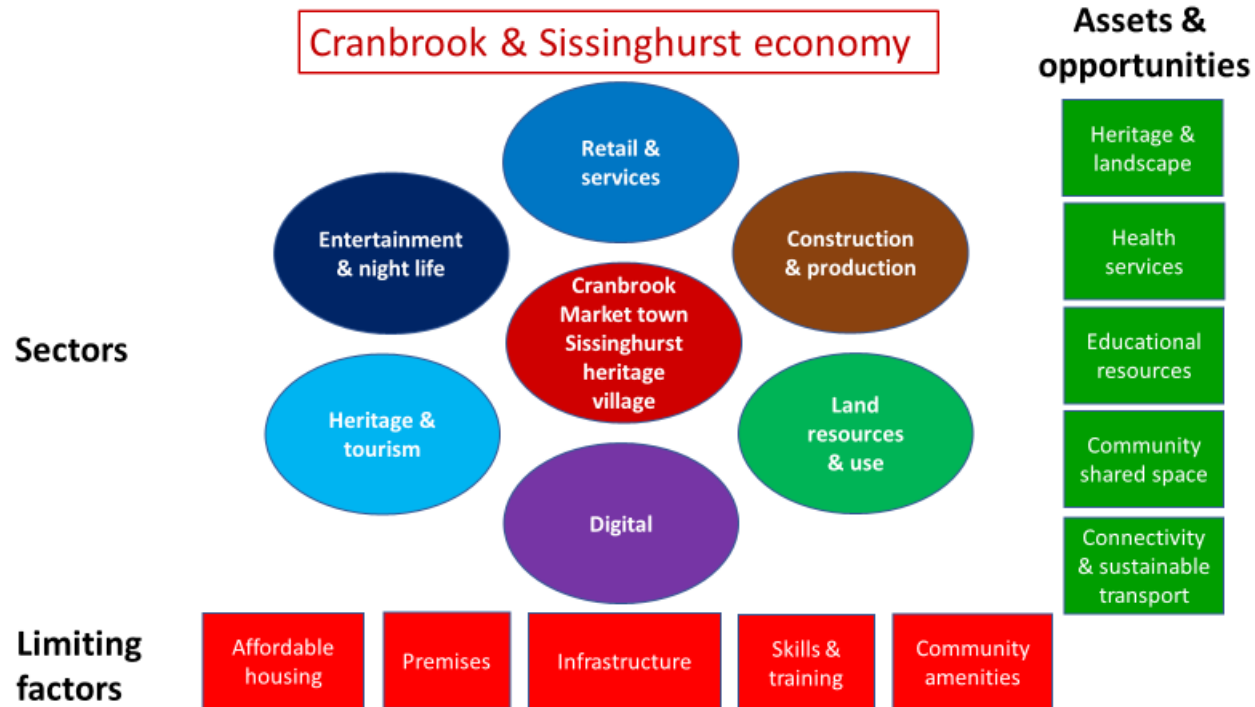 Cranbrook & Sissinghurst economy
Assets &
opportunities
Retail &
services
Entertainment
& night life
Construction
& production
Cranbrook
Market town
Sissinghurst
heritage
village
Sectors
Heritage &
tourism
Land
resources
& use
Digital
Heritage &
landscape
Health
services
Educational
resources
Community
shared space
Connectivity
& sustainable
transport
Limiting
factors
Affordable
housing
Premises
Infrastructure
Skills &
training
Community
amenities